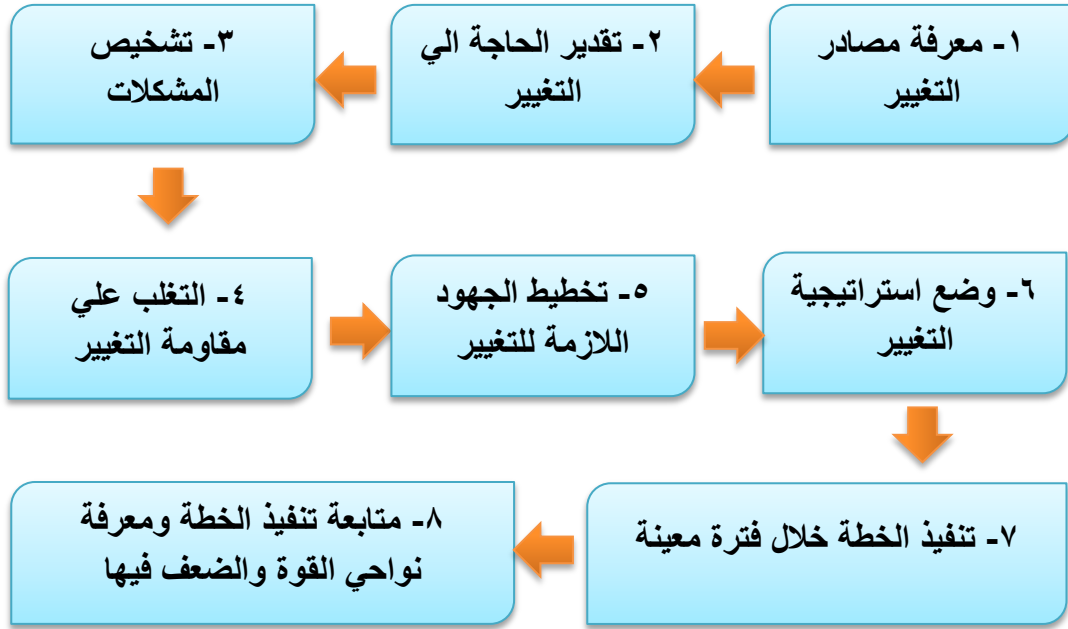 ١- معرفة مصادر
التغيير
٢- تقدير الحاجة الي
التغيير
٣- تشخيص
المشكلات
٤- التغلب علي
مقاومة التغيير
٥- تخطيط الجهود
اللازمة للتغيير
٦- وضع استراتيجية
التغيير
٧- تنفيذ الخطة خلال فترة معينة
٨- متابعة تنفيذ الخطة ومعرفة
نواحي القوة والضعف فيها